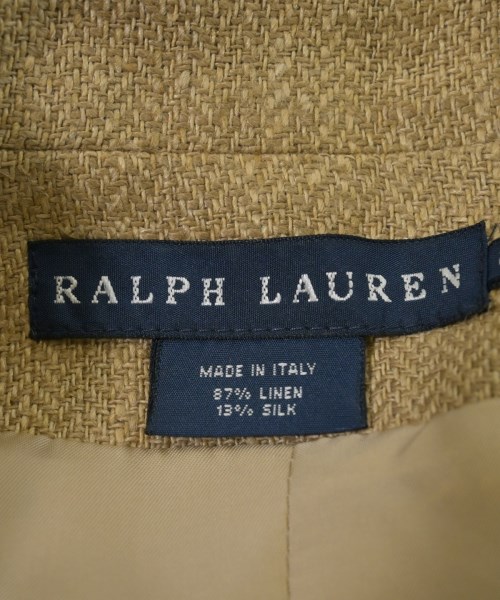 RALPH LAUREN
MADE IN ITALY
87% LINEN
13% SILK